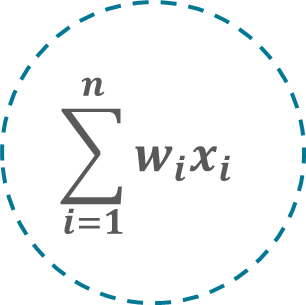 n
∑ wᵢxᵢ
i=1